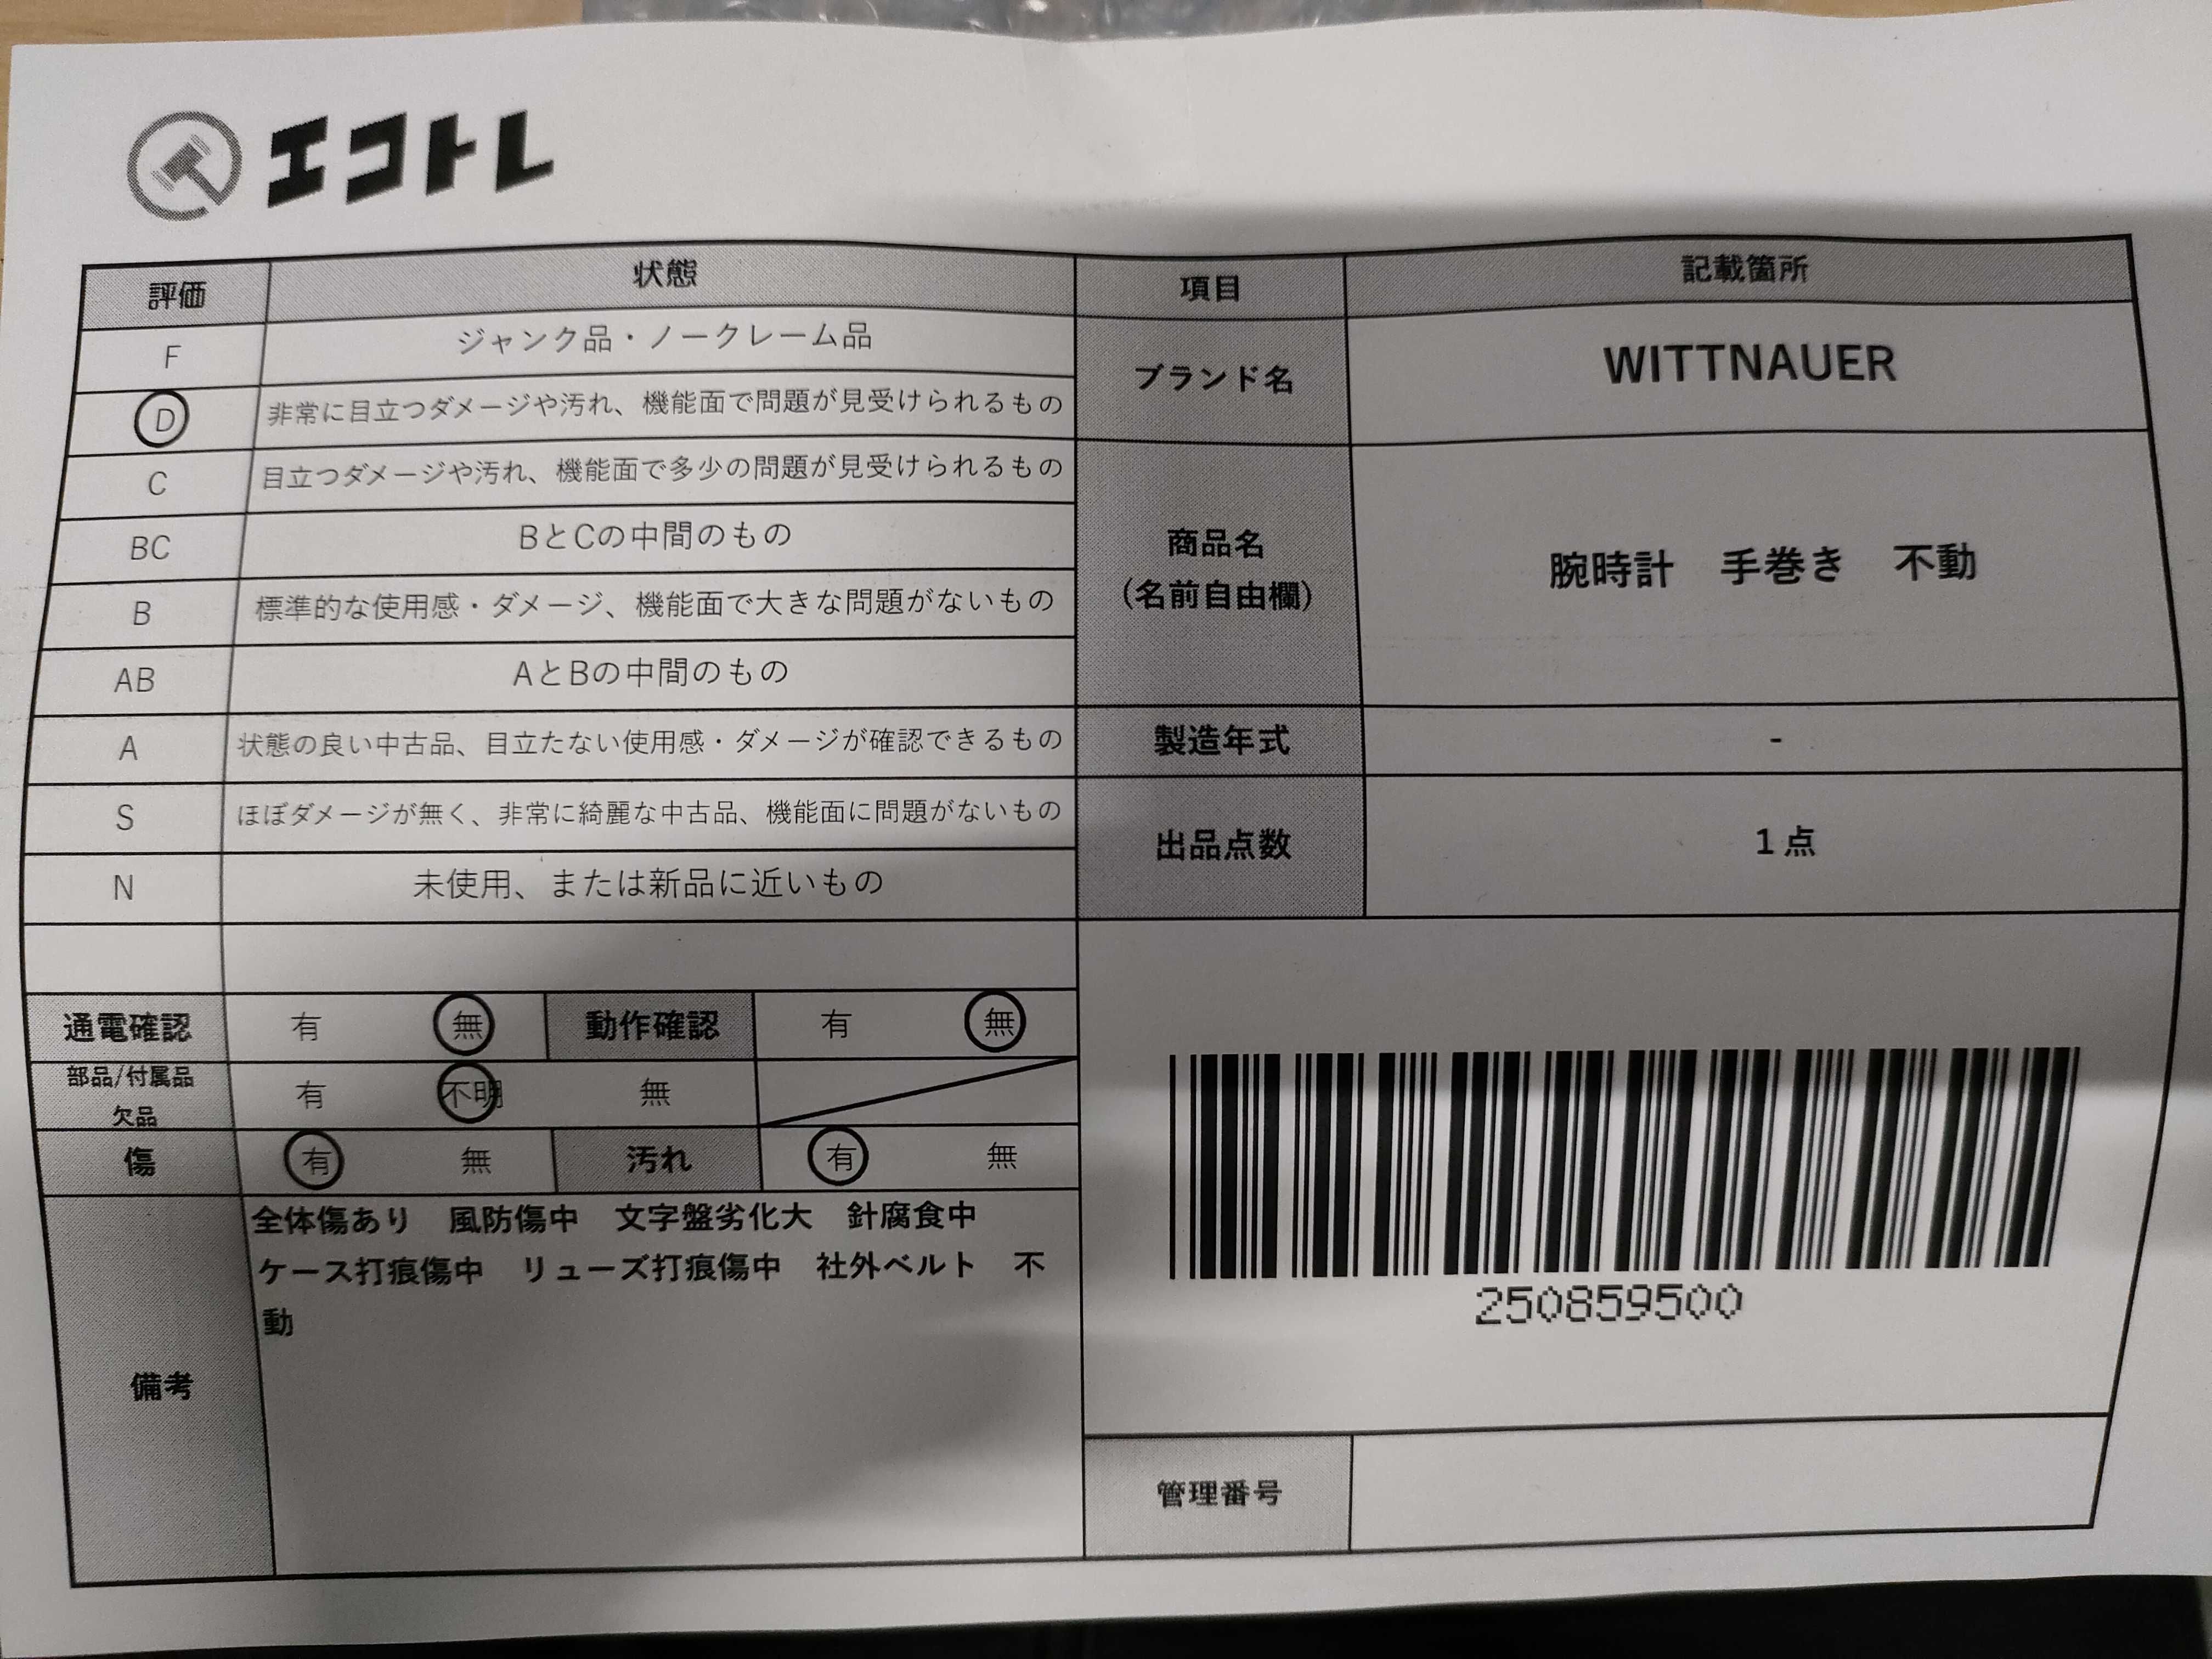 エコトレ
評価 状態
F ジャンク品・ノークレーム品
D 非常に目立つダメージや汚れ、機能面で問題が見受けられるもの
C 目立つダメージや汚れ、機能面で多少の問題が見受けられるもの
BC BとCの中間のもの
B 標準的な使用感・ダメージ、機能面で大きな問題がないもの
AB AとBの中間のもの
A 状態の良い中古品、目立たない使用感・ダメージが確認できるもの
S ほぼダメージが無く、非常に綺麗な中古品、機能面に問題がないもの
N 未使用、または新品に近いもの
通電確認 有 無 動作確認 有 無
部品/付属品
欠品 有 不明 無
傷 有 無 汚れ 有 無
備考
全体傷あり 風防傷中 文字盤劣化大 針腐食中
ケース打痕傷中 リューズ打痕傷中 社外ベルト 不
動
項目 記載箇所
ブランド名 WITTNAUER
商品名
(名前自由欄) 腕時計 手巻き 不動
製造年式 -
出品点数 1点
250859500
管理番号